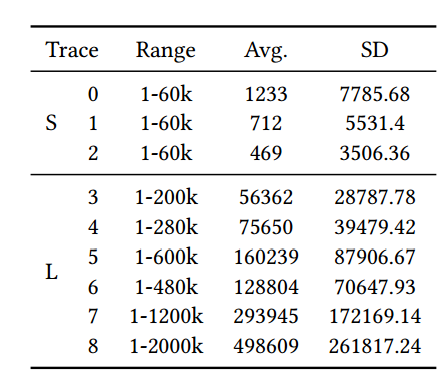 Trace Range Avg. SD
0 1-60k 1233 7785.68
S 1 1-60k 712 5531.4
2 1-60k 469 3506.36
3 1-200k 56362 28787.78
4 1-280k 75650 39479.42
5 1-600k 160239 87906.67
L
6 1-480k 128804 70647.93
7 1-1200k 293945 172169.14
8 1-2000k 498609 261817.24